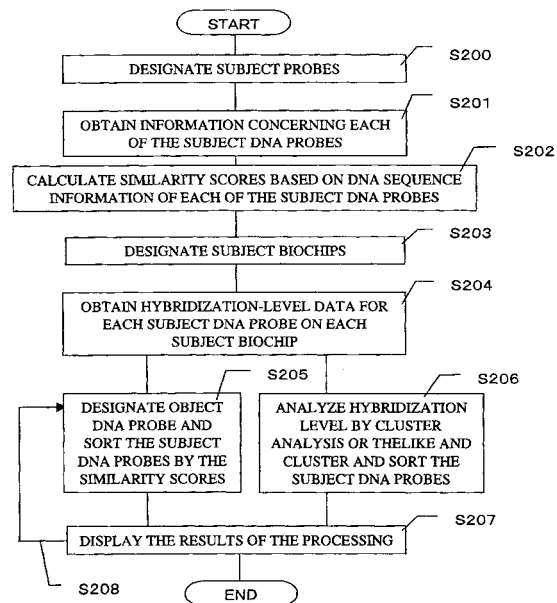 START
S200
DESIGNATE SUBJECT PROBES
S201
OBTAIN INFORMATION CONCERNING EACH
OF THE SUBJECT DNA PROBES
S202
CALCULATE SIMILARITY SCORES BASED ON DNA SEQUENCE
INFORMATION OF EACH OF THE SUBJECT DNA PROBES
S203
DESIGNATE SUBJECT BIOCHIPS
S204
OBTAIN HYBRIDIZATION-LEVEL DATA FOR
EACH SUBJECT DNA PROBE ON EACH
SUBJECT BIOCHIP
S205
DESIGNATE OBJECT
DNA PROBE AND
SORT THE SUBJECT
DNA PROBES BY THE
SIMILARITY SCORES
S206
ANALYZE HYBRIDIZATION
LEVEL BY CLUSTER
ANALYSIS OR THELIKE AND
CLUSTER AND SORT THE
SUBJECT DNA PROBES
S207
DISPLAY THE RESULTS OF THE PROCESSING
S208
END